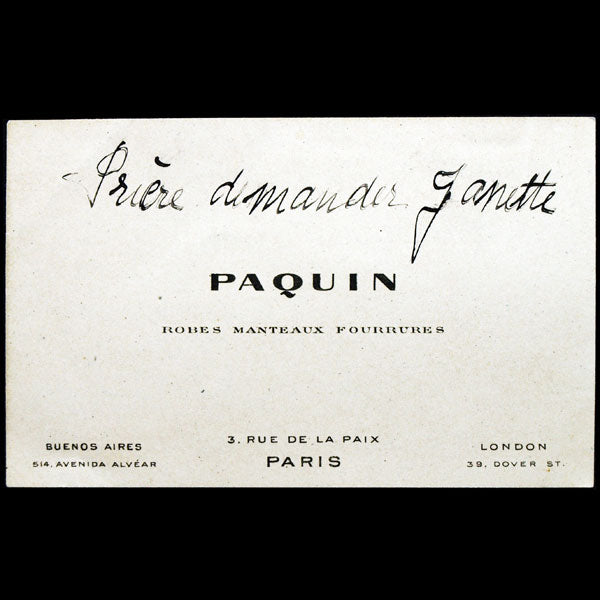 Prière demander Janette
PAQUIN
ROBES MANTEAUX FOURRURES
BUENOS AIRES
514, AVENIDA ALVÉAR
3. RUE DE LA PAIX
PARIS
LONDON
39, DOVER ST.